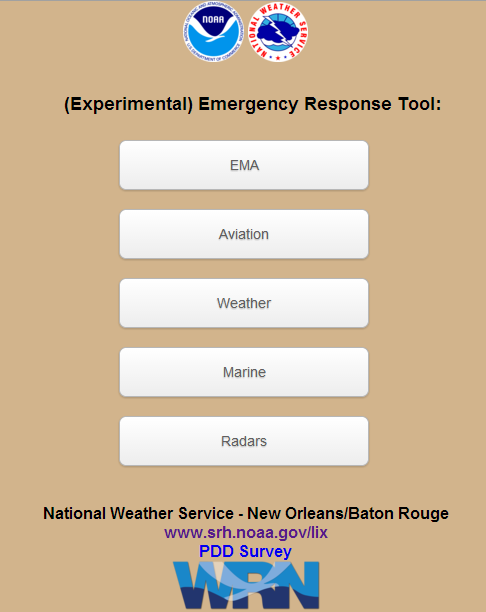 NATIONAL OCEANIC AND ATMOSPHERIC ADMINISTRATION
NOAA
U.S. DEPARTMENT OF COMMERCE
NATIONAL WEATHER SERVICE
(Experimental) Emergency Response Tool:
EMA
Aviation
Weather
Marine
Radars
National Weather Service - New Orleans/Baton Rouge
www.srh.noaa.gov/lix
PDD Survey
WRN